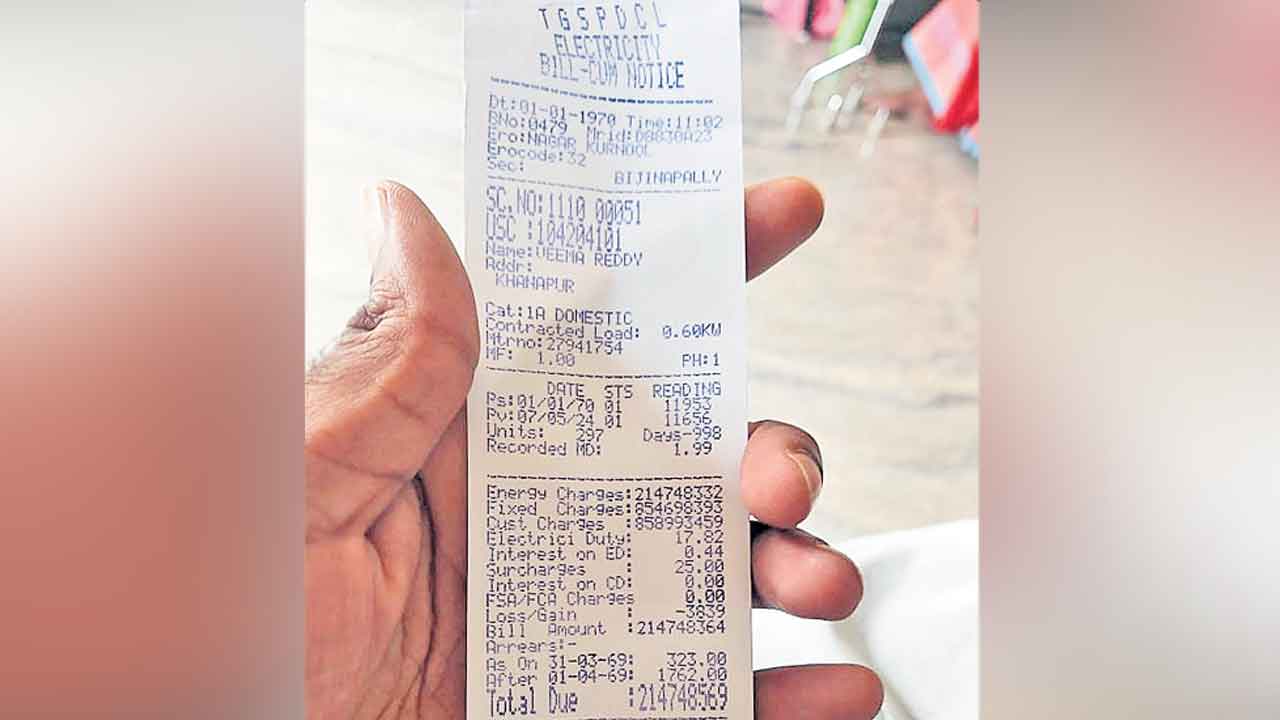 T G S P D C L
ELECTRICITY
BILL-CUM NOTICE
Dt:01-01-1970 Time:11:02
BNo:0479 Mrid:D8830A23
Ero:NAGAR KURNOOL
Erocode:32
Sec: BIJINAPALLY
SC.NO:1110 00051
USC :104204101
Name:VEEMA REDDY
Addr:
KHANAPUR
Cat:1A DOMESTIC
Contracted Load: 0.60KW
Mtrno:27941754
MF: 1.00 PH:1
DATE STS READING
Ps:01/01/70 01 11953
Pv:07/05/24 01 11656
Units: 297 Days-998
Recorded MD: 1.99
Energy Charges:214748332
Fixed Charges:854698393
Cust Charges :858993459
Electrici Duty: 17.82
Interest on ED: 0.44
Surcharges : 25.00
Interest on CD: 0.00
FSA/FCA Charges 0.00
Loss/Gain : -3839
Bill Amount :214748364
Arrears:-
As On 31-03-69: 323.00
After 01-04-69: 1762.00
Total Due :214748569